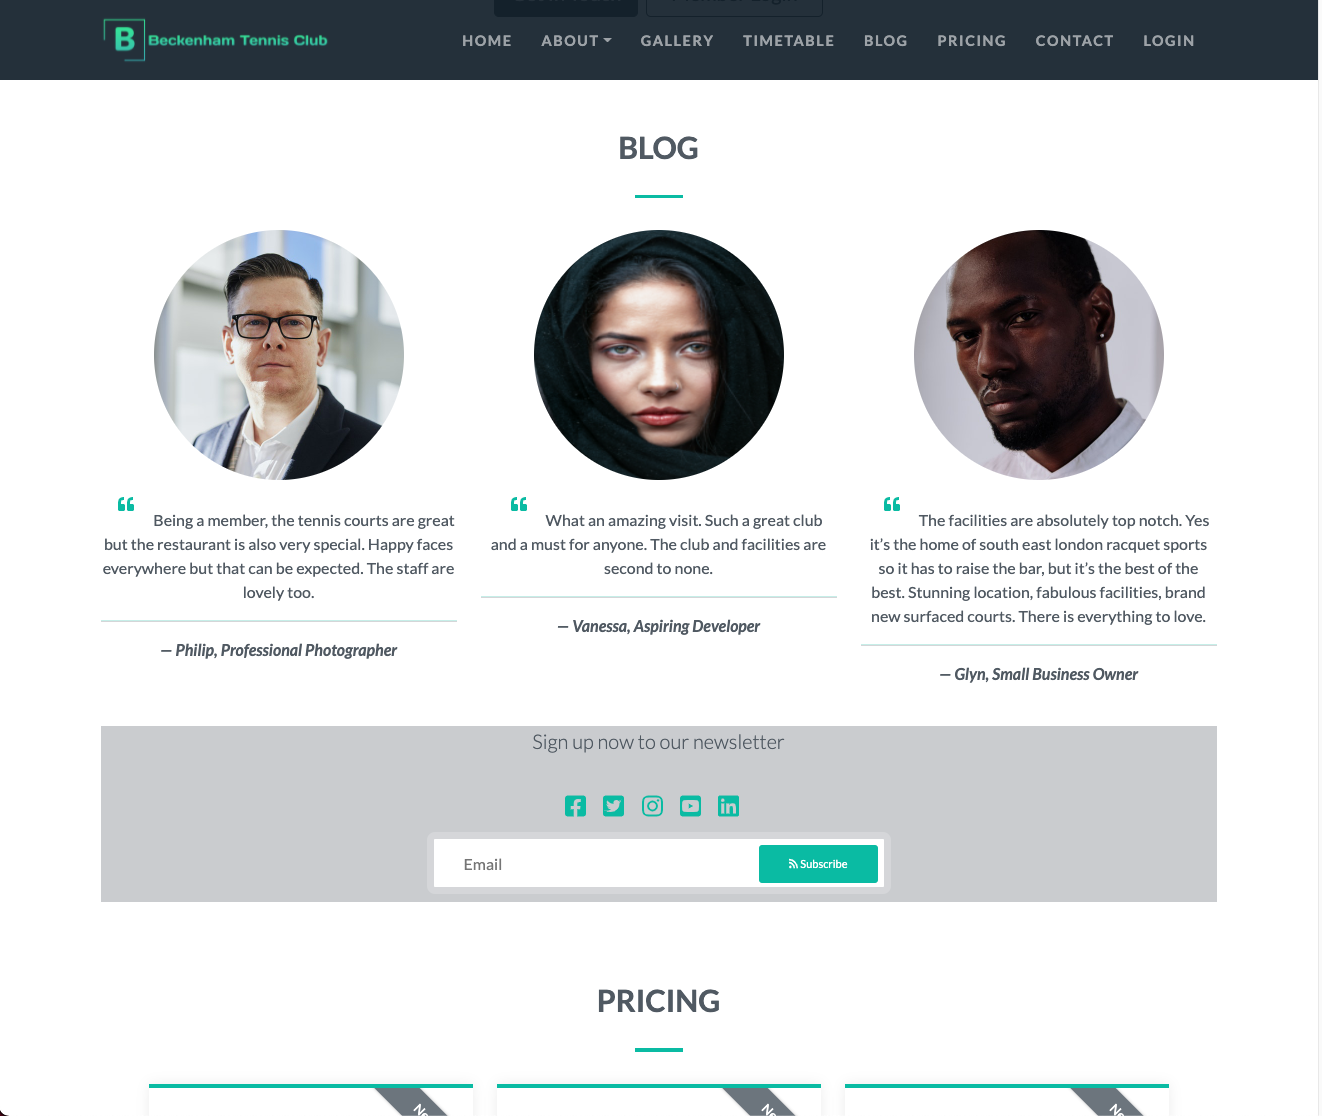 B Beckenham Tennis Club
HOME ABOUT GALLERY TIMETABLE BLOG PRICING CONTACT LOGIN
BLOG
“ Being a member, the tennis courts are great
but the restaurant is also very special. Happy faces
everywhere but that can be expected. The staff are
lovely too.
— Philip, Professional Photographer
“ What an amazing visit. Such a great club
and a must for anyone. The club and facilities are
second to none.
— Vanessa, Aspiring Developer
“ The facilities are absolutely top notch. Yes
it’s the home of south east london racquet sports
so it has to raise the bar, but it’s the best of the
best. Stunning location, fabulous facilities, brand
new surfaced courts. There is everything to love.
— Glyn, Small Business Owner
Sign up now to our newsletter
Email
Subscribe
PRICING